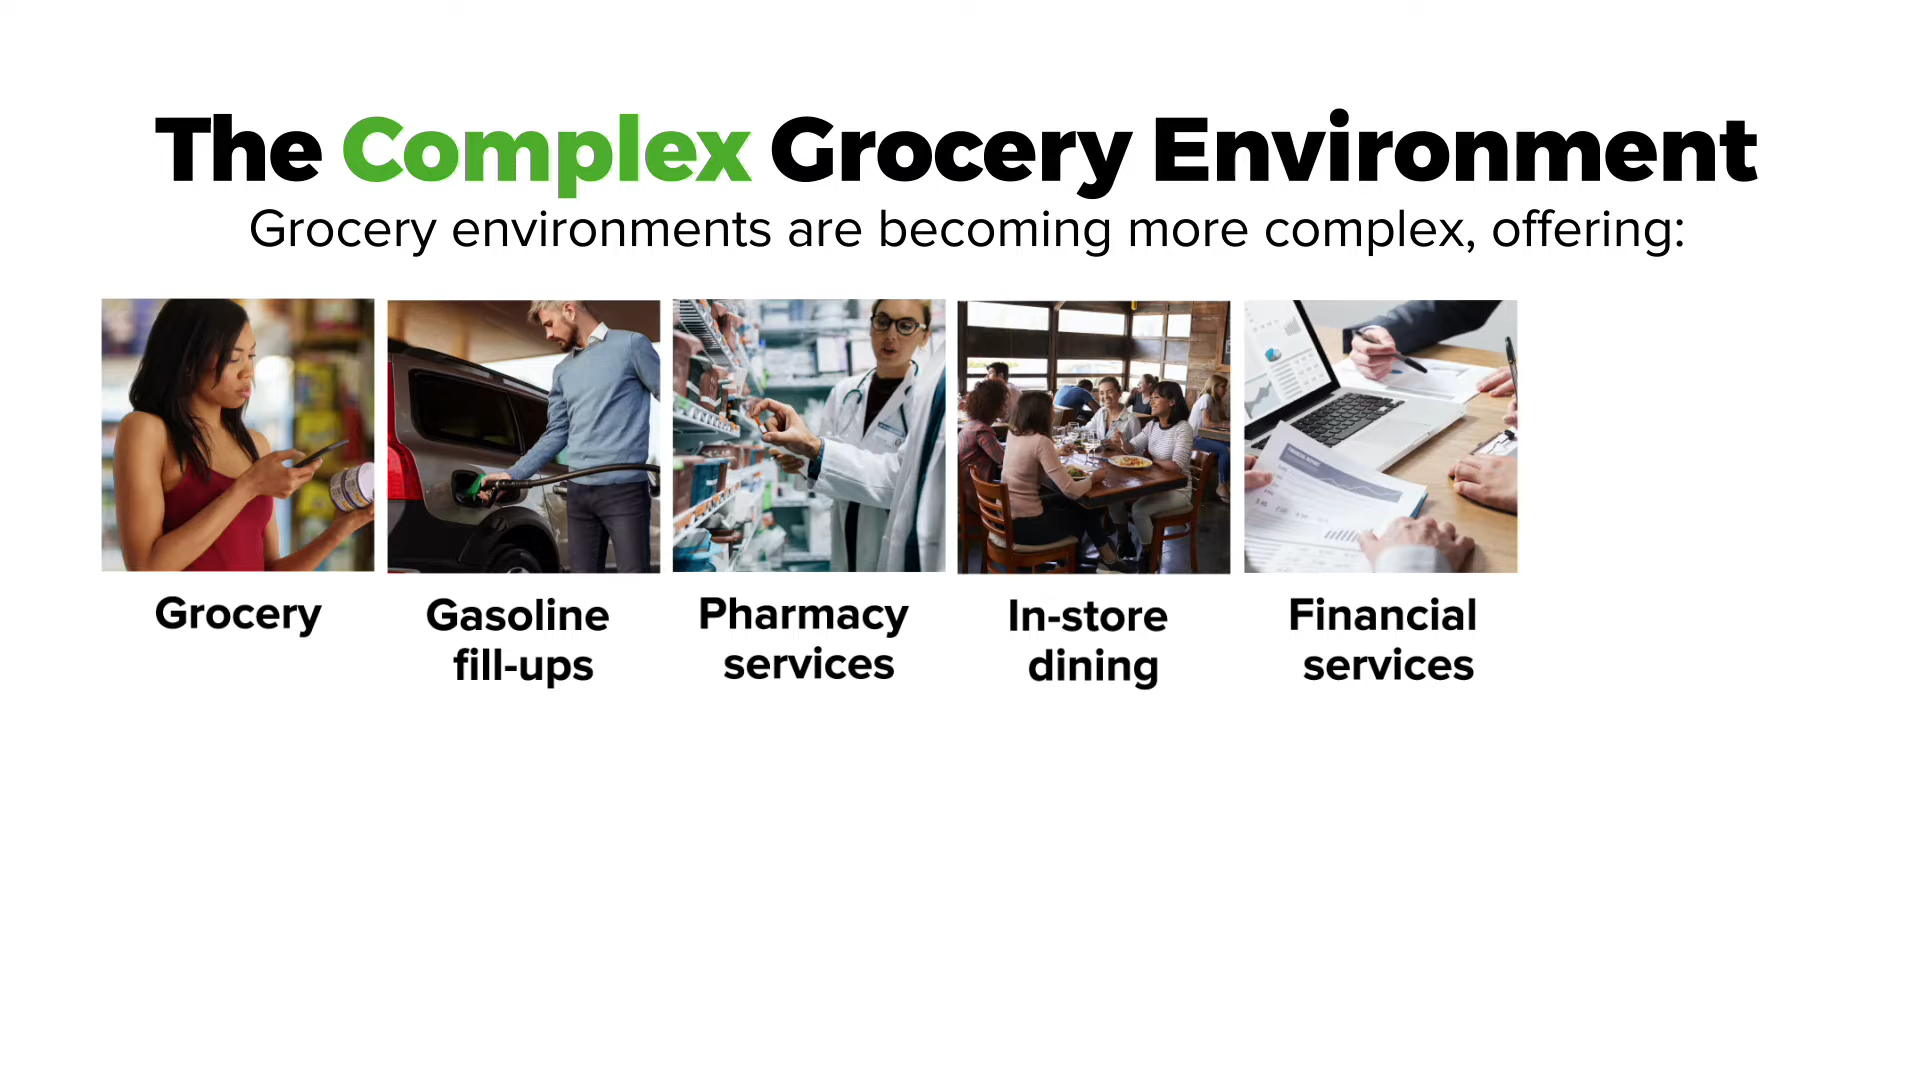 The Complex Grocery Environment
Grocery environments are becoming more complex, offering:
Grocery
Gasoline
fill-ups
Pharmacy
services
In-store
dining
Financial
services